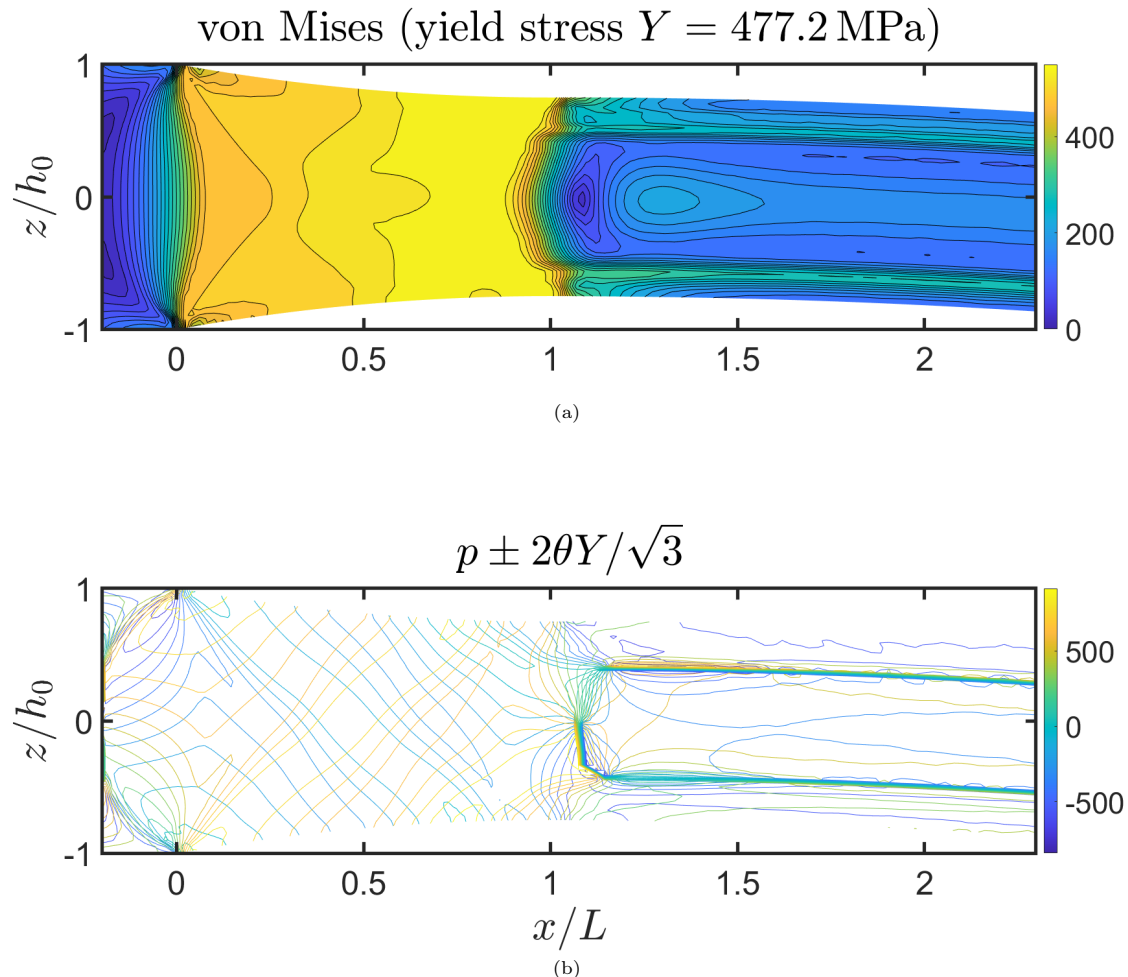 von Mises (yield stress Y = 477.2 MPa)
1
0
-1
z/h₀
0 0.5 1 1.5 2
400
200
0
(a)
p ± 2θY/√3
1
0
-1
z/h₀
0 0.5 1 1.5 2
500
0
-500
x/L
(b)